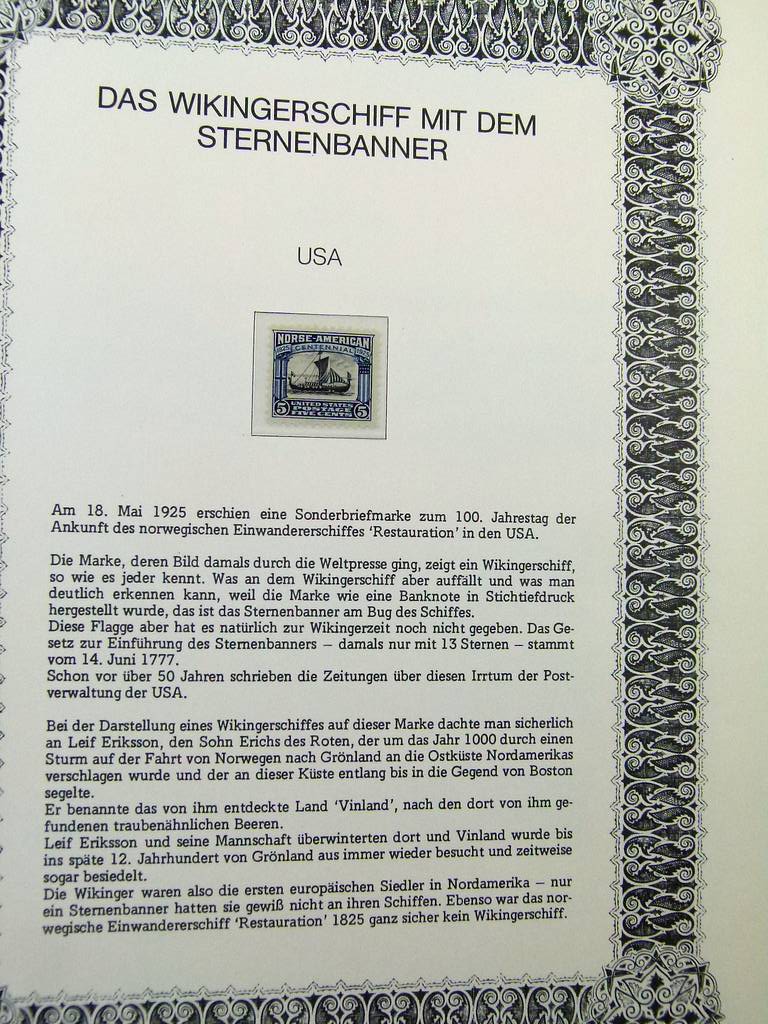 DAS WIKINGERSCHIFF MIT DEM
STERNENBANNER
USA
NORSE-AMERICAN
CENTENNIAL
5 UNITED STATES 5
POSTAGE
FIVE CENTS
Am 18. Mai 1925 erschien eine Sonderbriefmarke zum 100. Jahrestag der
Ankunft des norwegischen Einwandererschiffes 'Restauration' in den USA.
Die Marke, deren Bild damals durch die Weltpresse ging, zeigt ein Wikingerschiff,
so wie es jeder kennt. Was an dem Wikingerschiff aber auffällt und was man
deutlich erkennen kann, weil die Marke wie eine Banknote in Stichtiefdruck
hergestellt wurde, das ist das Sternenbanner am Bug des Schiffes.
Diese Flagge aber hat es natürlich zur Wikingerzeit noch nicht gegeben. Das Ge-
setz zur Einführung des Sternenbanners – damals nur mit 13 Sternen – stammt
vom 14. Juni 1777.
Schon vor über 50 Jahren schrieben die Zeitungen über diesen Irrtum der Post-
verwaltung der USA.
Bei der Darstellung eines Wikingerschiffes auf dieser Marke dachte man sicherlich
an Leif Eriksson, den Sohn Erichs des Roten, der um das Jahr 1000 durch einen
Sturm auf der Fahrt von Norwegen nach Grönland an die Ostküste Nordamerikas
verschlagen wurde und der an dieser Küste entlang bis in die Gegend von Boston
segelte.
Er benannte das von ihm entdeckte Land 'Vinland', nach den dort von ihm ge-
fundenen traubenähnlichen Beeren.
Leif Eriksson und seine Mannschaft überwinterten dort und Vinland wurde bis
ins späte 12. Jahrhundert von Grönland aus immer wieder besucht und zeitweise
sogar besiedelt.
Die Wikinger waren also die ersten europäischen Siedler in Nordamerika – nur
ein Sternenbanner hatten sie gewiß nicht an ihren Schiffen. Ebenso war das nor-
wegische Einwandererschiff 'Restauration' 1825 ganz sicher kein Wikingerschiff.